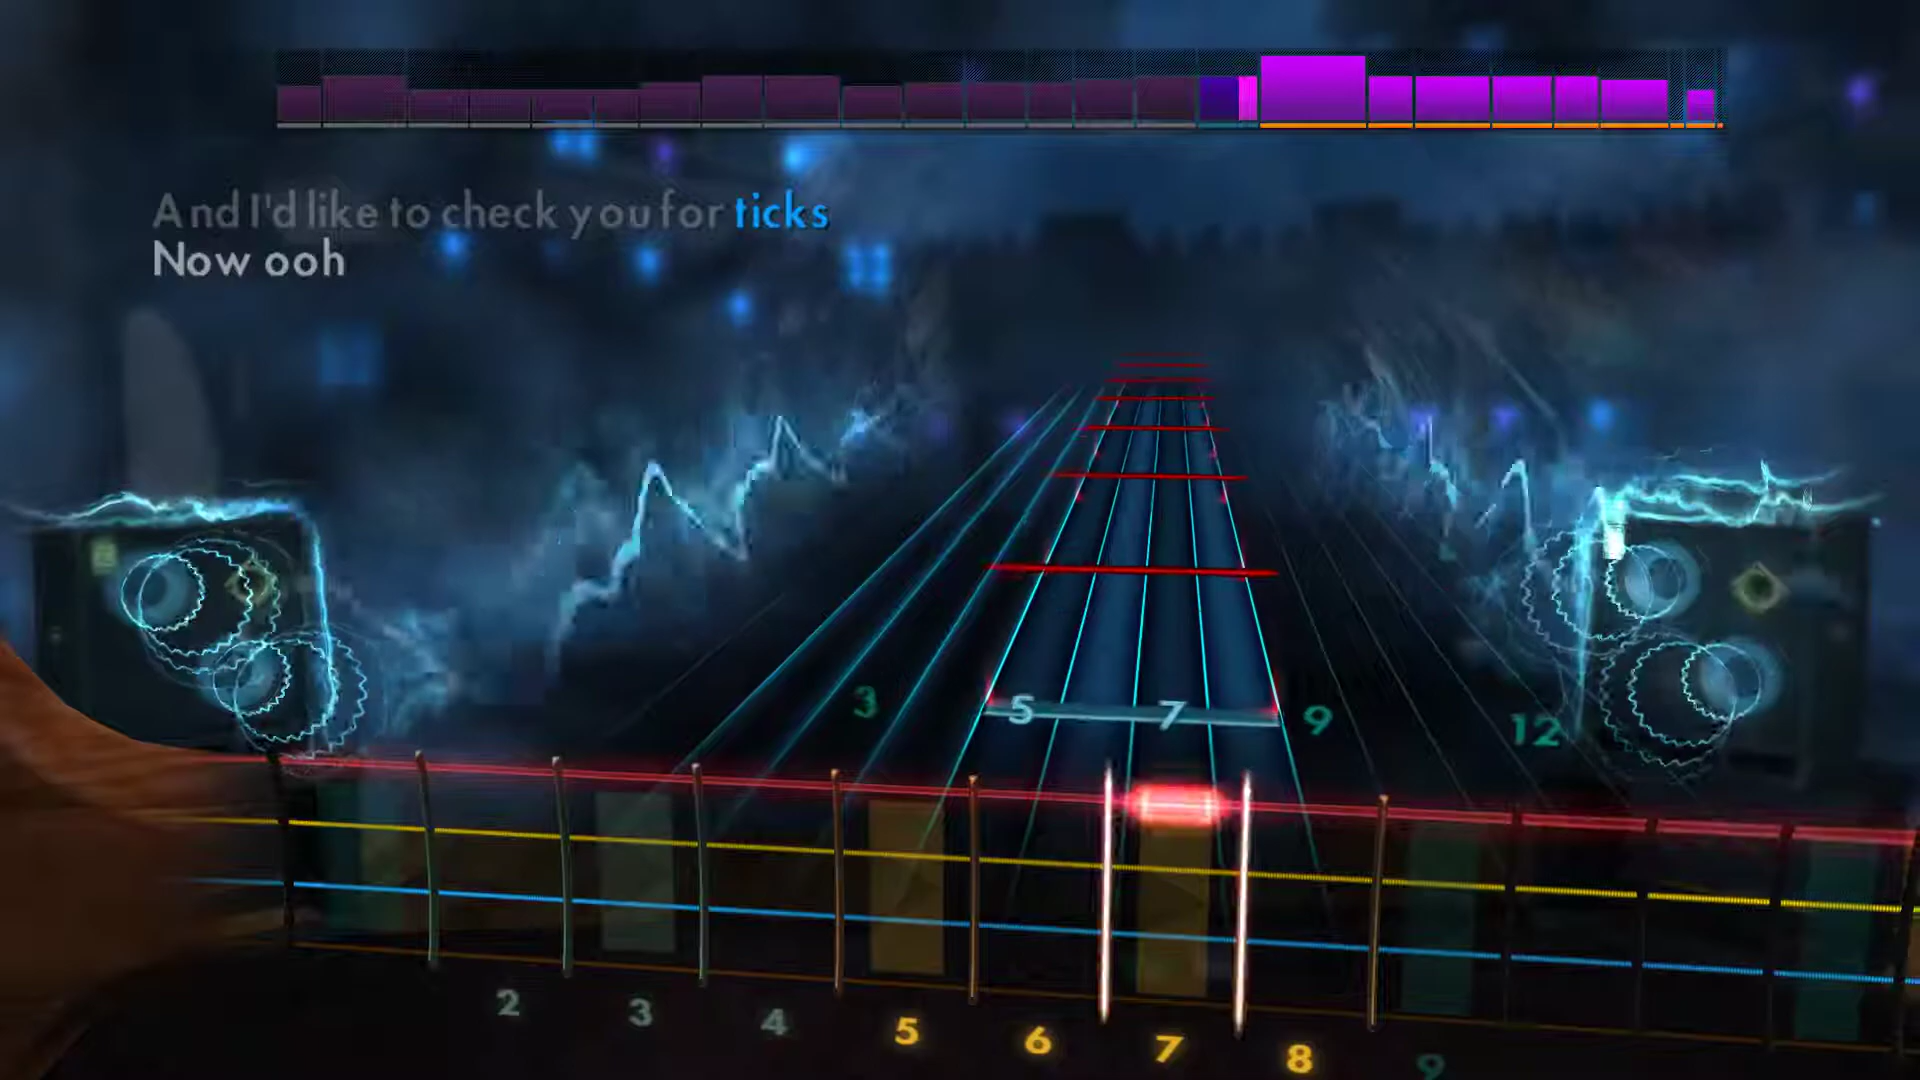 And I'd like to check you for ticks
Now ooh
3 5 7 9 12
2 3 4 5 6 7 8 9